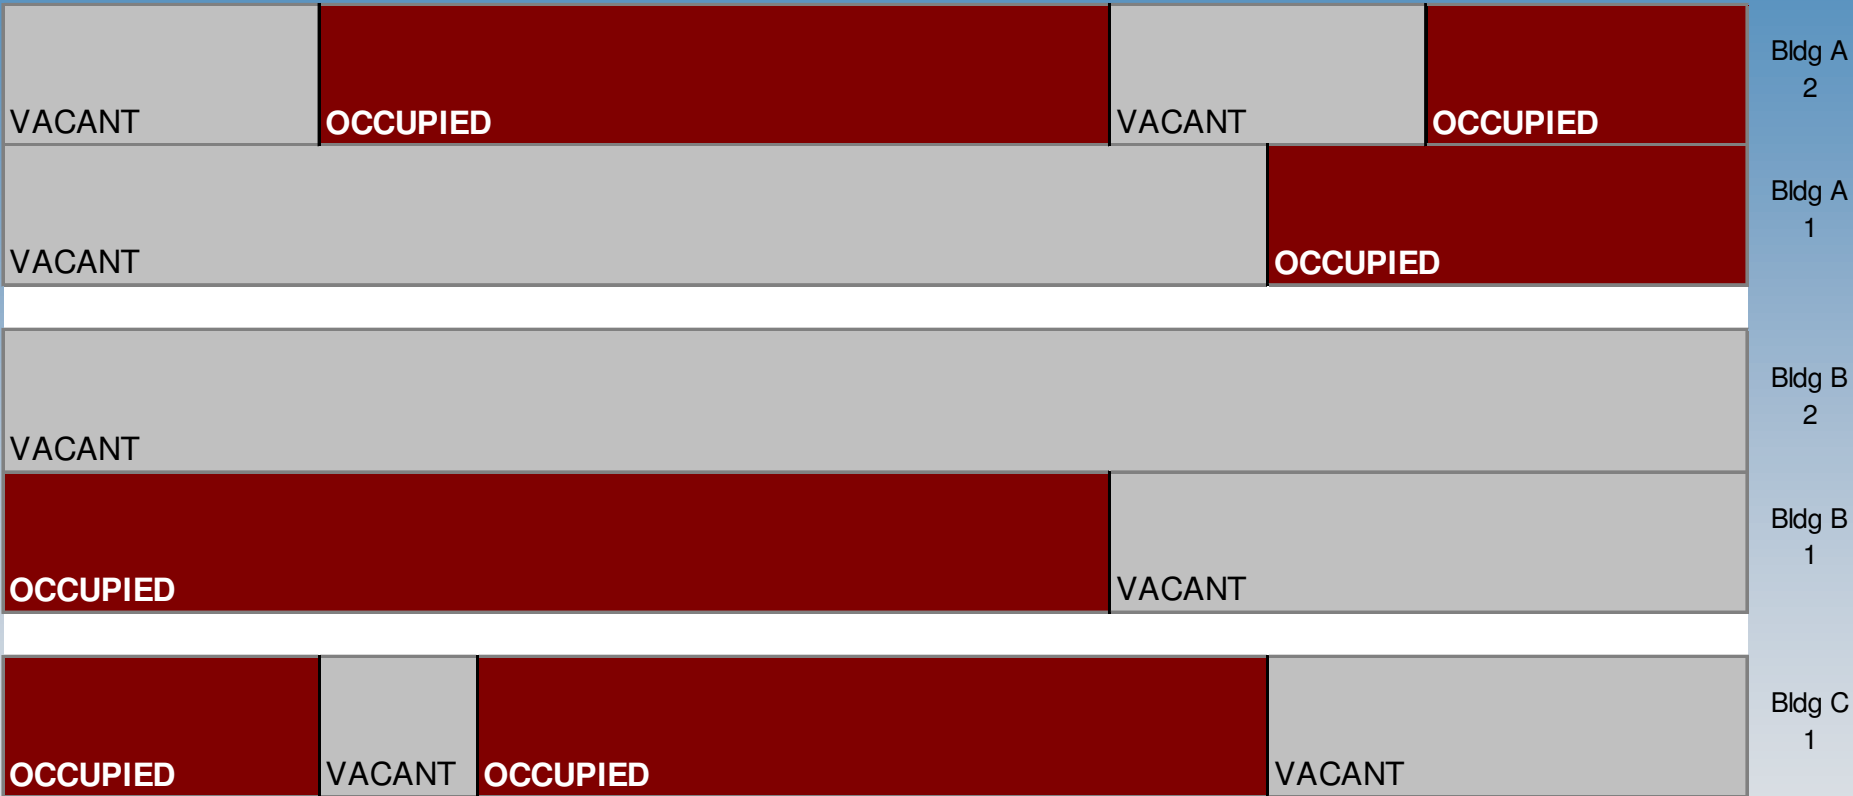 VACANT OCCUPIED VACANT OCCUPIED Bldg A
2
VACANT OCCUPIED Bldg A
1
VACANT Bldg B
2
OCCUPIED VACANT Bldg B
1
OCCUPIED VACANT OCCUPIED VACANT Bldg C
1